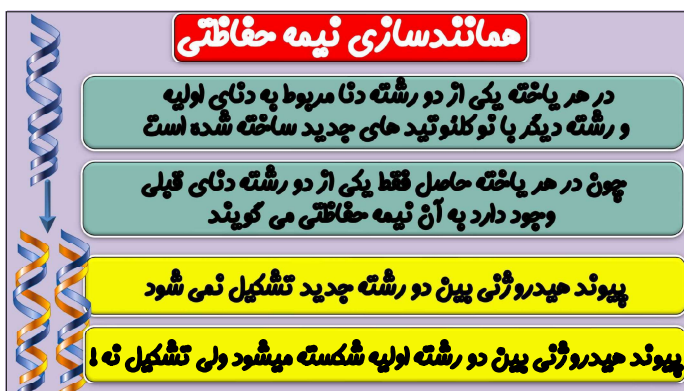 همانندسازی نیمه حفاظتی
در هر یاخته یکی از دو رشته دنا مربوط به دنای اولیه
و رشته دیگر با نوکلئوتید های جدید ساخته شده است
چون در هر یاخته حاصل فقط یکی از دو رشته دنای قبلی
وجود دارد به آن نیمه حفاظتی می گویند
پیوند هیدروژنی بین دو رشته جدید تشکیل نمی شود
پیوند هیدروژنی بین دو رشته اولیه شکسته میشود ولی تشکیل نه !